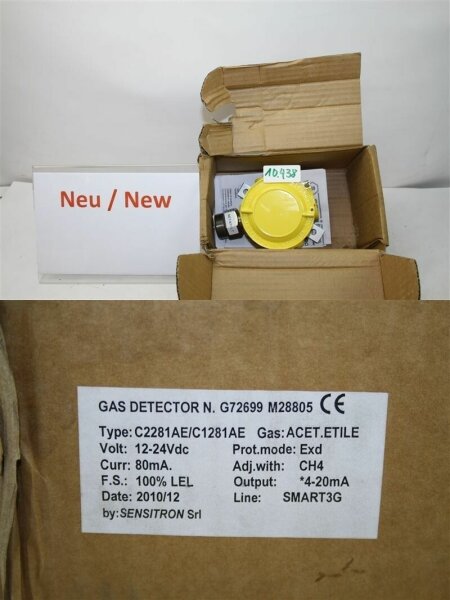 10.438
Neu / New
GAS DETECTOR N. G72699 M28805 CE
Type: C2281AE/C1281AE Gas: ACET.ETILE
Volt: 12-24Vdc Prot.mode: Exd
Curr: 80mA. Adj.with: CH4
F.S.: 100% LEL Output: *4-20mA
Date: 2010/12 Line: SMART3G
by: SENSITRON Srl